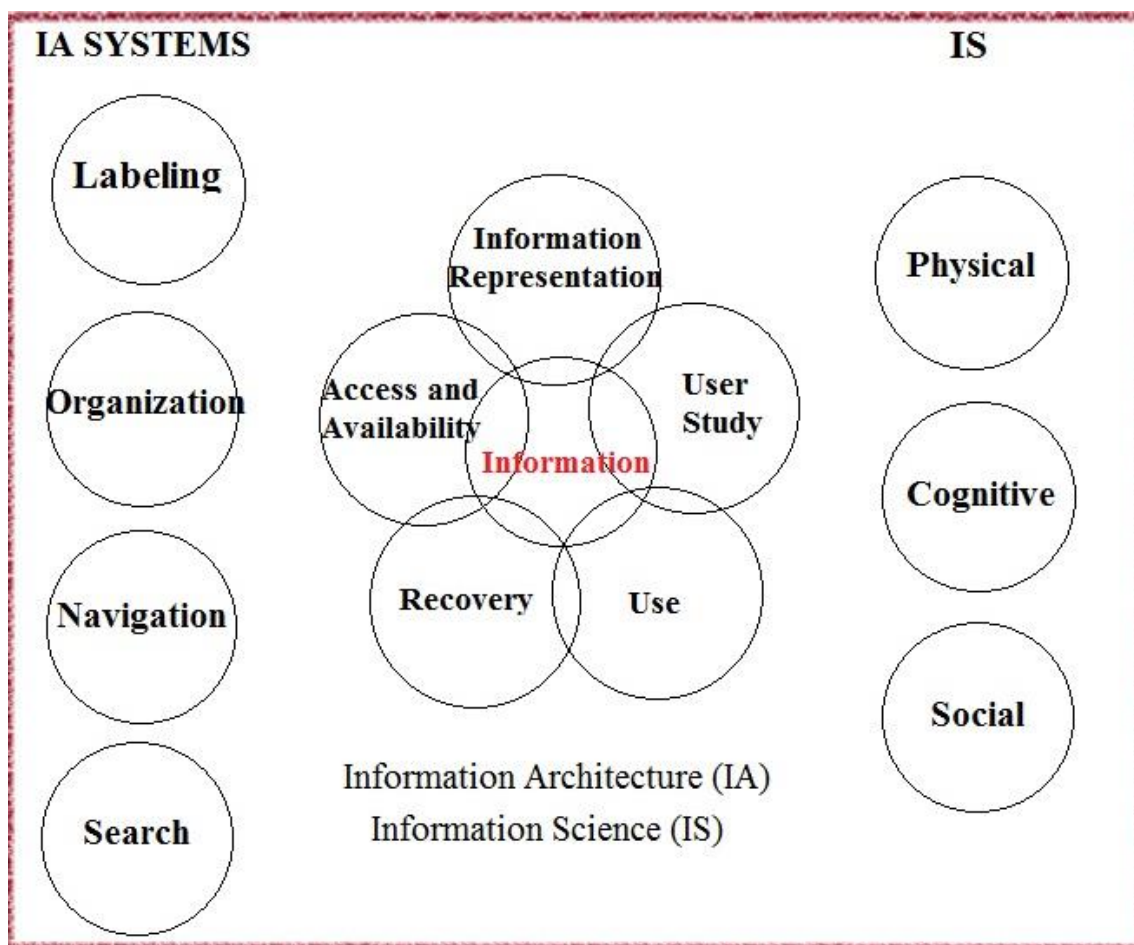 IA SYSTEMS
IS
Labeling
Organization
Navigation
Search
Information
Representation
Access and
Availability
User
Study
Information
Recovery
Use
Physical
Cognitive
Social
Information Architecture (IA)
Information Science (IS)